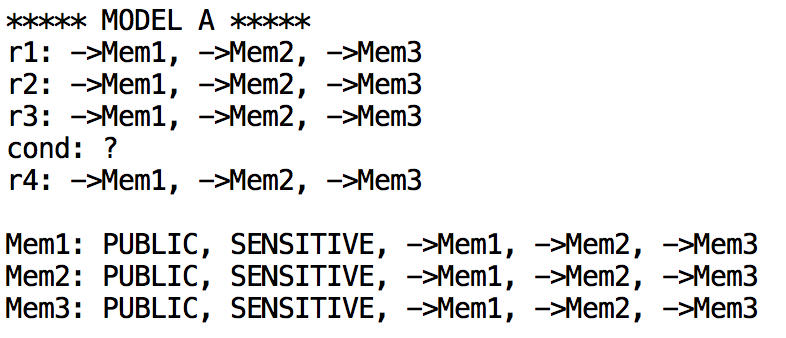 ***** MODEL A *****
r1: ->Mem1, ->Mem2, ->Mem3
r2: ->Mem1, ->Mem2, ->Mem3
r3: ->Mem1, ->Mem2, ->Mem3
cond: ?
r4: ->Mem1, ->Mem2, ->Mem3
Mem1: PUBLIC, SENSITIVE, ->Mem1, ->Mem2, ->Mem3
Mem2: PUBLIC, SENSITIVE, ->Mem1, ->Mem2, ->Mem3
Mem3: PUBLIC, SENSITIVE, ->Mem1, ->Mem2, ->Mem3